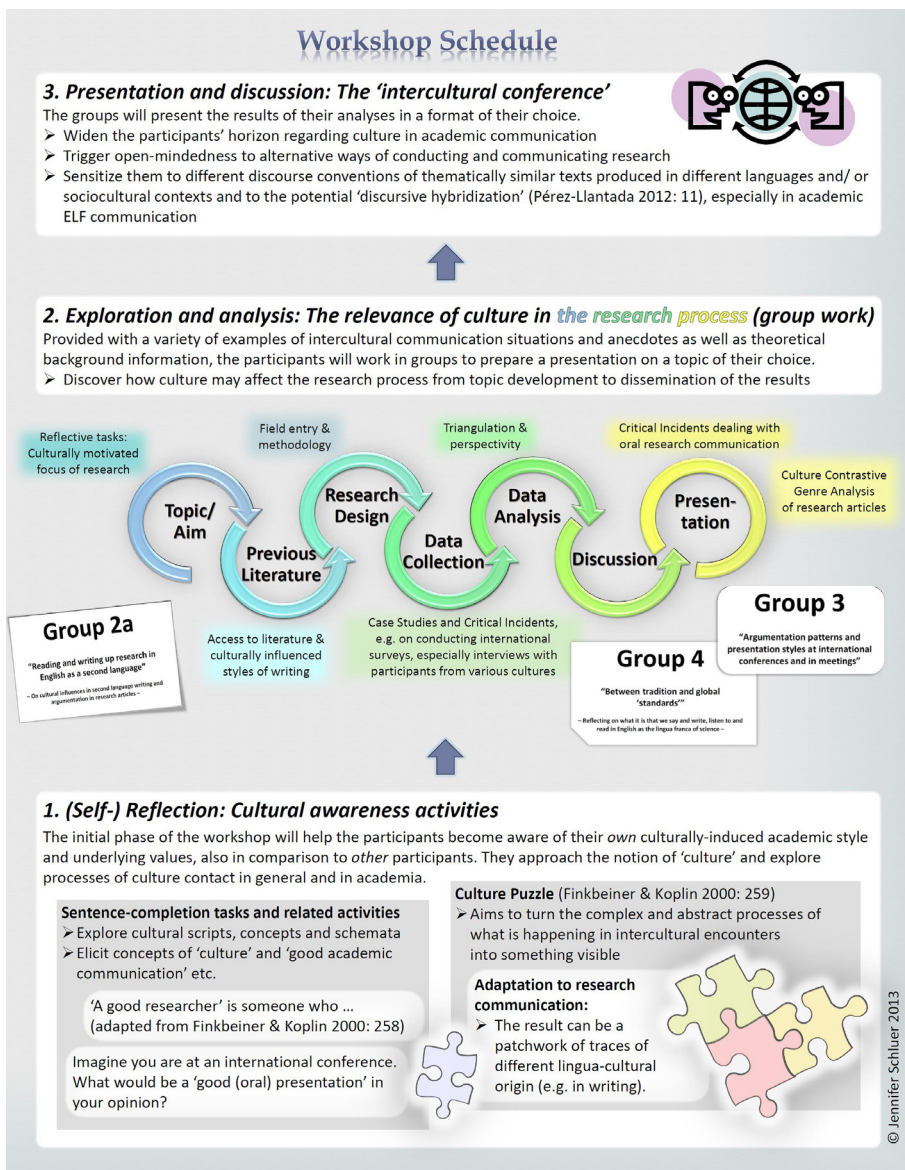 Workshop Schedule
3. Presentation and discussion: The ‘intercultural conference’
The groups will present the results of their analyses in a format of their choice.
➢ Widen the participants’ horizon regarding culture in academic communication
➢ Trigger open-mindedness to alternative ways of conducting and communicating research
➢ Sensitize them to different discourse conventions of thematically similar texts produced in different languages and/ or
sociocultural contexts and to the potential ‘discursive hybridization’ (Pérez-Llantada 2012: 11), especially in academic
ELF communication
2. Exploration and analysis: The relevance of culture in the research process (group work)
Provided with a variety of examples of intercultural communication situations and anecdotes as well as theoretical
background information, the participants will work in groups to prepare a presentation on a topic of their choice.
➢ Discover how culture may affect the research process from topic development to dissemination of the results
Reflective tasks:
Culturally motivated
focus of research
Field entry &
methodology
Triangulation &
perspectivity
Critical Incidents dealing with
oral research communication
Culture Contrastive
Genre Analysis
of research articles
Topic/
Aim
Previous
Literature
Research
Design
Data
Collection
Data
Analysis
Discussion
Presen-
tation
Access to literature &
culturally influenced
styles of writing
Case Studies and Critical Incidents,
e.g. on conducting international
surveys, especially interviews with
participants from various cultures
Group 2a
“Reading and writing up research in
English as a second language”
– On cultural influences in second language writing and
argumentation in research articles –
Group 4
“Between tradition and global
‘standards’”
– Reflecting on what it is that we say and write, listen to and
read in English as the lingua franca of science –
Group 3
“Argumentation patterns and
presentation styles at international
conferences and in meetings”
1. (Self-) Reflection: Cultural awareness activities
The initial phase of the workshop will help the participants become aware of their own culturally-induced academic style
and underlying values, also in comparison to other participants. They approach the notion of ‘culture’ and explore
processes of culture contact in general and in academia.
Sentence-completion tasks and related activities
➢ Explore cultural scripts, concepts and schemata
➢ Elicit concepts of ‘culture’ and ‘good academic
communication’ etc.
‘A good researcher’ is someone who …
(adapted from Finkbeiner & Koplin 2000: 258)
Imagine you are at an international conference.
What would be a ‘good (oral) presentation’ in
your opinion?
Culture Puzzle (Finkbeiner & Koplin 2000: 259)
➢ Aims to turn the complex and abstract processes of
what is happening in intercultural encounters
into something visible
Adaptation to research
communication:
➢ The result can be a
patchwork of traces of
different lingua-cultural
origin (e.g. in writing).
© Jennifer Schluer 2013